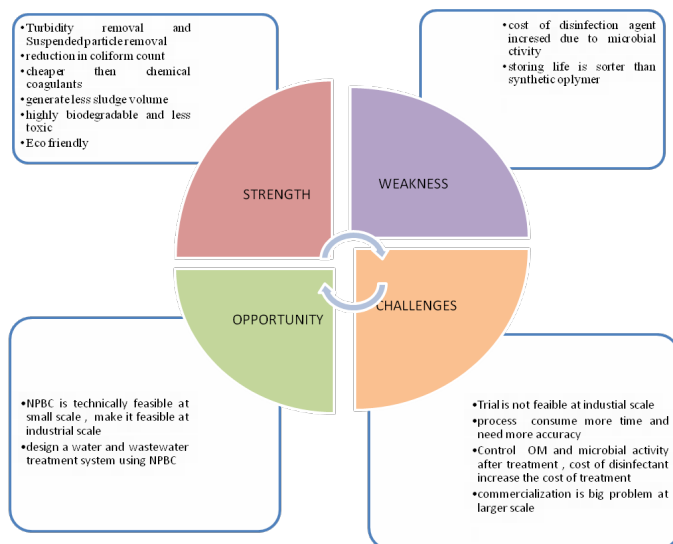 •Turbidity removal and
Suspended particle removal
•reduction in coliform count
•cheaper then chemical
coagulants
•generate less sludge volume
•highly biodegradable and less
toxic
•Eco friendly
•cost of disinfection agent
incresed due to microbial
ctivity
•storing life is sorter than
synthetic oplymer
STRENGTH
WEAKNESS
OPPORTUNITY
CHALLENGES
•NPBC is technically feasible at
small scale , make it feasible at
industrial scale
•design a water and wastewater
treatment system using NPBC
•Trial is not feaible at industial scale
•process consume more time and
need more accuracy
•Control OM and microbial activity
after treatment , cost of disinfectant
increase the cost of treatment
•commercialization is big problem at
larger scale